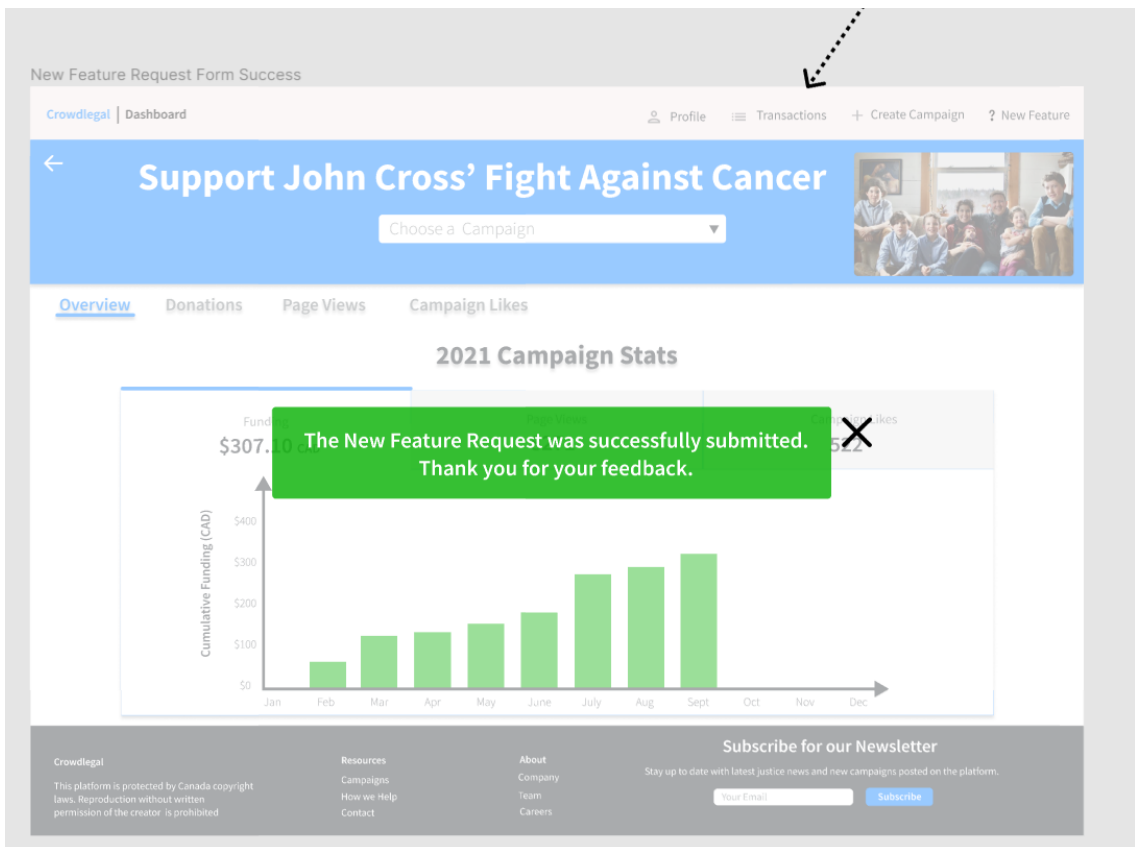 New Feature Request Form Success
Crowdlegal | Dashboard
Profile
Transactions
+ Create Campaign
? New Feature
Support John Cross’ Fight Against Cancer
Choose a Campaign
Overview
Donations
Page Views
Campaign Likes
2021 Campaign Stats
Funding
Page Views
Campaign Likes
$307.10 CAD
522
The New Feature Request was successfully submitted.
Thank you for your feedback.
Cumulative Funding (CAD)
$400
$300
$200
$100
$0
Jan
Feb
Mar
Apr
May
June
July
Aug
Sept
Oct
Nov
Dec
Crowdlegal
This platform is protected by Canada copyright
laws. Reproduction without written
permission of the creator is prohibited
Resources
Campaigns
How we Help
Contact
About
Company
Team
Careers
Subscribe for our Newsletter
Stay up to date with latest justice news and new campaigns posted on the platform.
Your Email
Subscribe